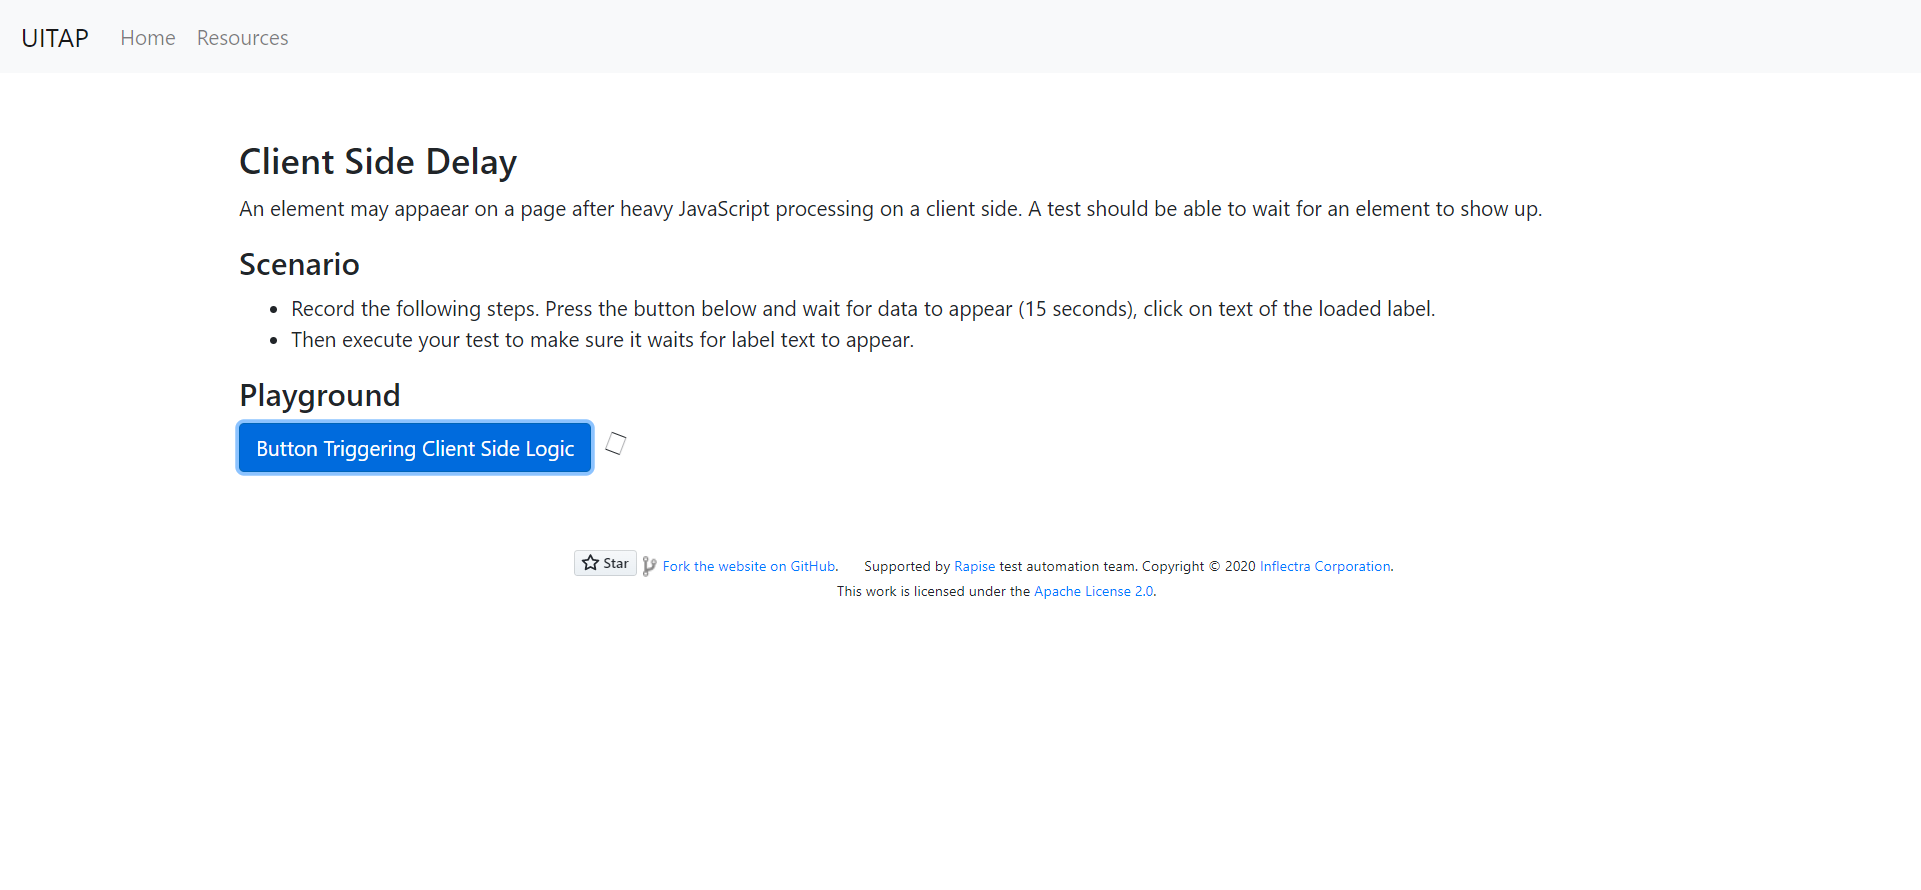 UITAP Home Resources
Client Side Delay
An element may appaear on a page after heavy JavaScript processing on a client side. A test should be able to wait for an element to show up.
Scenario
• Record the following steps. Press the button below and wait for data to appear (15 seconds), click on text of the loaded label.
• Then execute your test to make sure it waits for label text to appear.
Playground
Button Triggering Client Side Logic
Star Fork the website on GitHub. Supported by Rapise test automation team. Copyright © 2020 Inflectra Corporation.
This work is licensed under the Apache License 2.0.